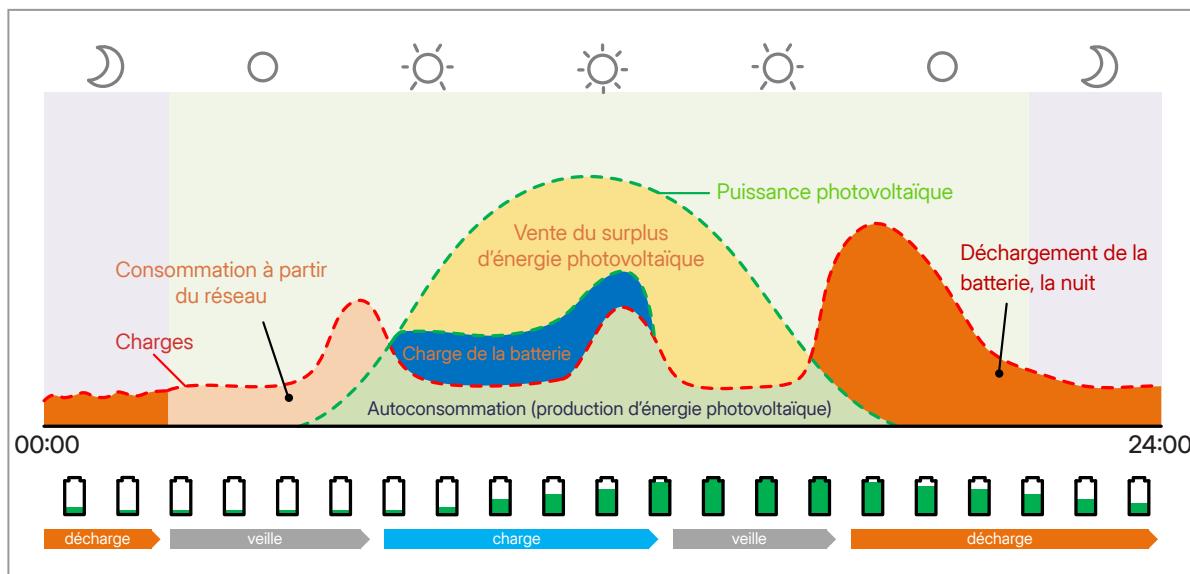 Puissance photovoltaïque
Vente du surplus
d'énergie photovoltaïque
Consommation à partir
du réseau
Déchargement de la
batterie, la nuit
Charges
Charge de la batterie
Autoconsommation (production d'énergie photovoltaïque)
00:00
24:00
décharge
veille
charge
veille
décharge